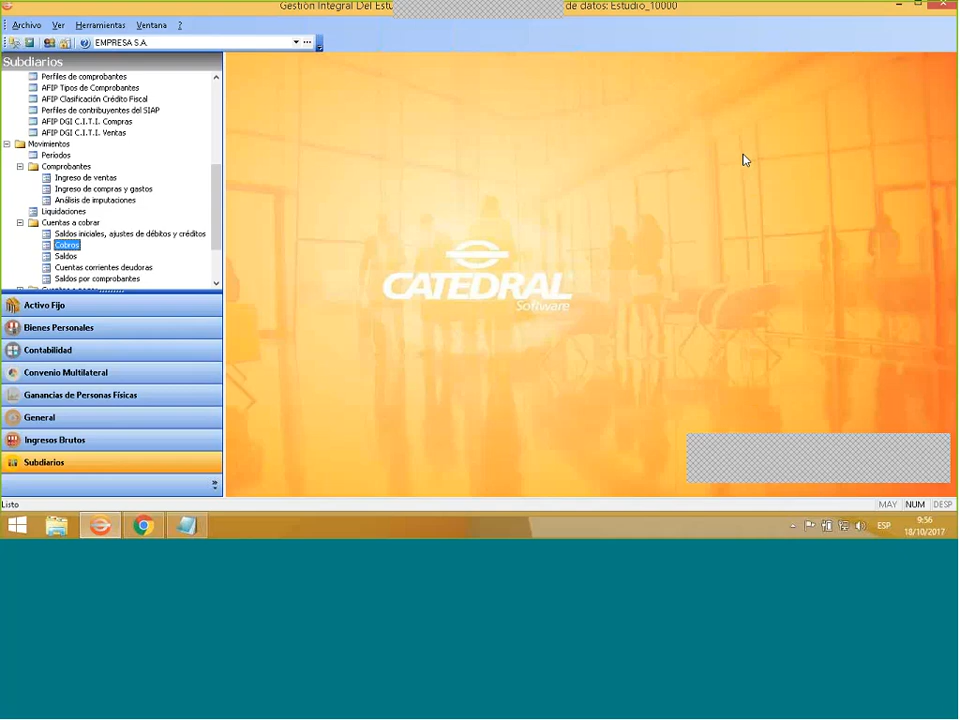 Gestión Integral Del Estu
de datos: Estudio_10000
Archivo Ver Herramientas Ventana ?
EMPRESA S.A.
Subdiarios
Perfiles de comprobantes
AFIP Tipos de Comprobantes
AFIP Clasificación Crédito Fiscal
Perfiles de contribuyentes del SIAP
AFIP DGI C.I.T.I. Compras
AFIP DGI C.I.T.I. Ventas
Movimientos
Períodos
Comprobantes
Ingreso de ventas
Ingreso de compras y gastos
Análisis de imputaciones
Liquidaciones
Cuentas a cobrar
Saldos iniciales, ajustes de débitos y créditos
Cobros
Saldos
Cuentas corrientes deudoras
Saldos por comprobantes
Activo Fijo
Bienes Personales
Contabilidad
Convenio Multilateral
Ganancias de Personas Físicas
General
Ingresos Brutos
Subdiarios
CATEDRAL
Software
Listo
MAY NUM DESP
ESP
9:56
18/10/2017